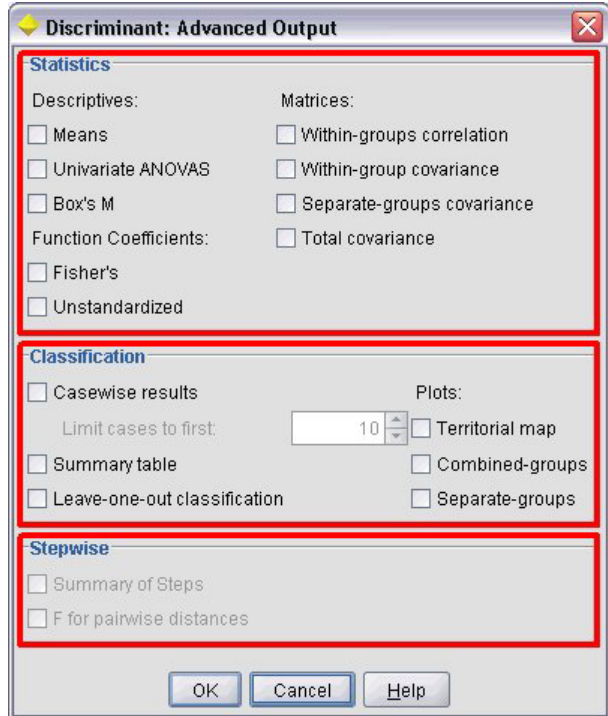 Discriminant: Advanced Output
Statistics
Descriptives:
Means
Univariate ANOVAS
Box's M
Function Coefficients:
Fisher's
Unstandardized
Matrices:
Within-groups correlation
Within-group covariance
Separate-groups covariance
Total covariance
Classification
Casewise results
Limit cases to first: 10
Summary table
Leave-one-out classification
Plots:
Territorial map
Combined-groups
Separate-groups
Stepwise
Summary of Steps
F for pairwise distances
OK Cancel Help